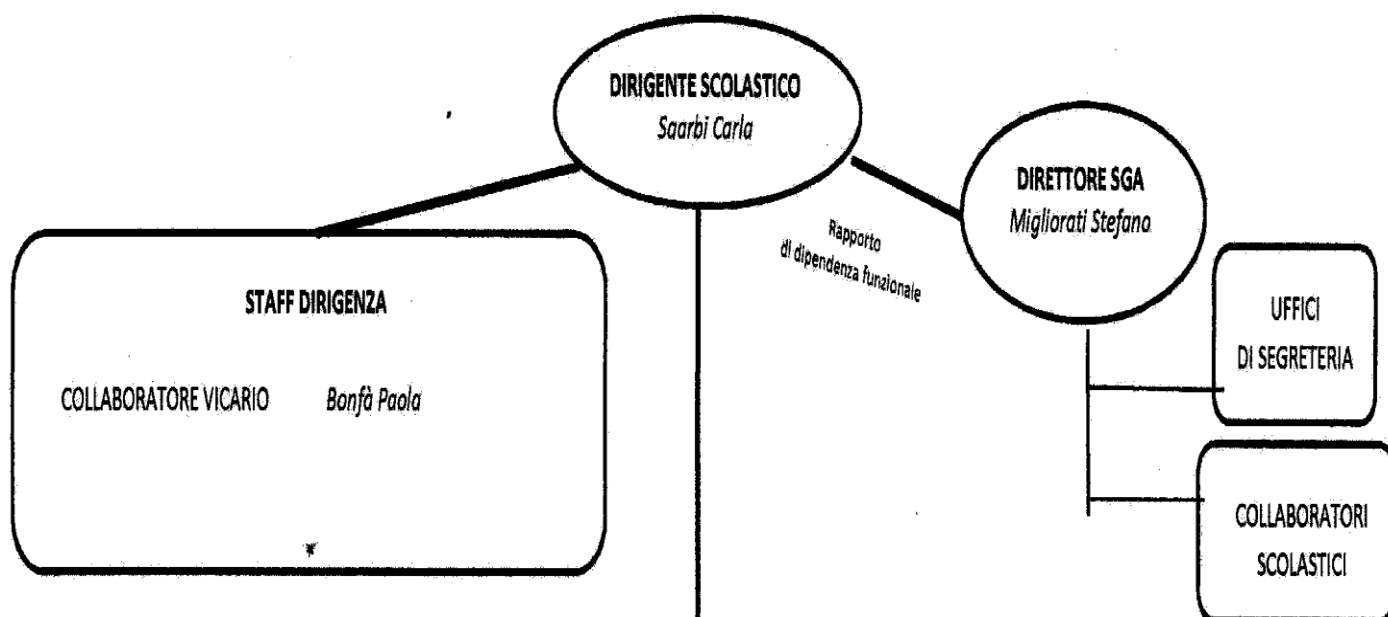 DIRIGENTE SCOLASTICO
Sgarbi Carla
DIRETTORE SGA
Migliorati Stefano
Rapporto
di dipendenza funzionale
UFFICI
DI SEGRETERIA
STAFF DIRIGENZA
COLLABORATORE VICARIO Bonfà Paola
COLLABORATORI
SCOLASTICI